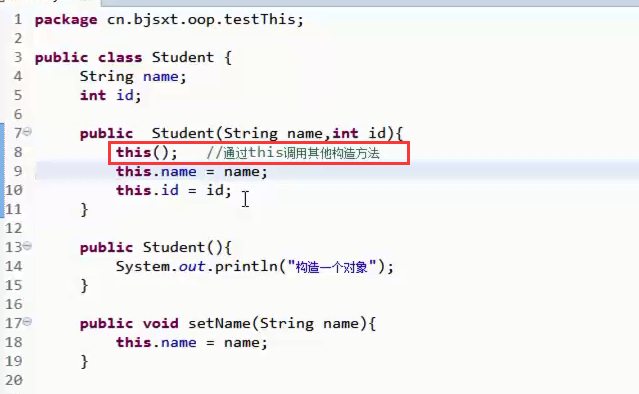 1 package cn.bjsxt.oop.testThis;
2
3 public class Student {
4 String name;
5 int id;
6
7 public  Student(String name,int id){
8 this();   //通过this调用其他构造方法
9 this.name = name;
10 this.id = id;
11 }
12
13 public Student(){
14 System.out.println("构造一个对象");
15 }
16
17 public void setName(String name){
18 this.name = name;
19 }
20